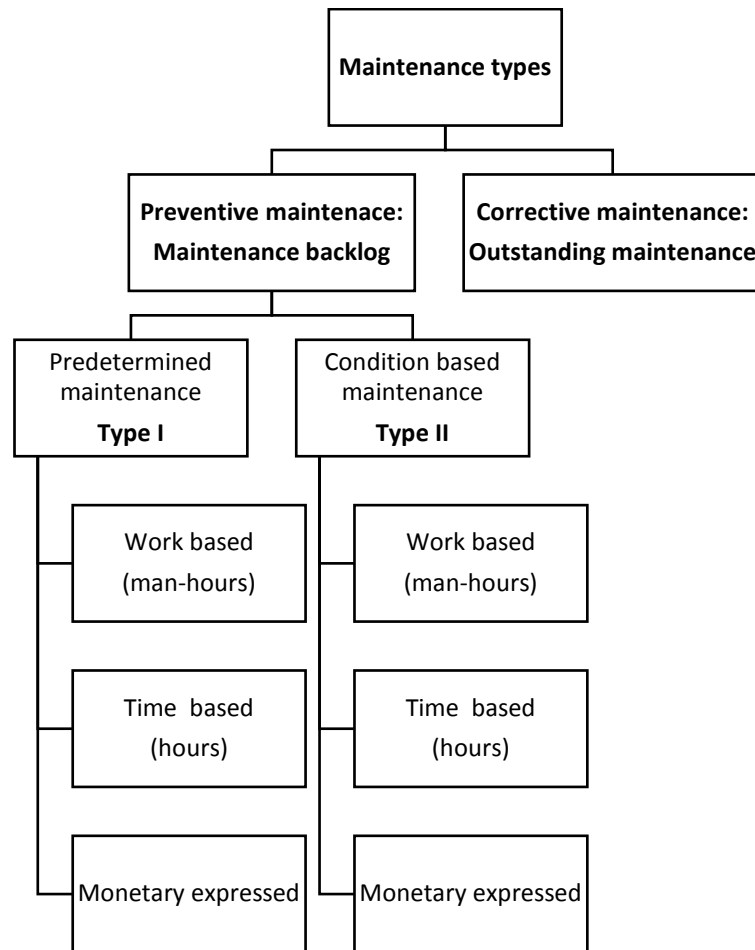 Maintenance types
Preventive maintenace:
Maintenance backlog
Corrective maintenance:
Outstanding maintenance
Predetermined
maintenance
Type I
Condition based
maintenance
Type II
Work based
(man-hours)
Work based
(man-hours)
Time based
(hours)
Time based
(hours)
Monetary expressed
Monetary expressed